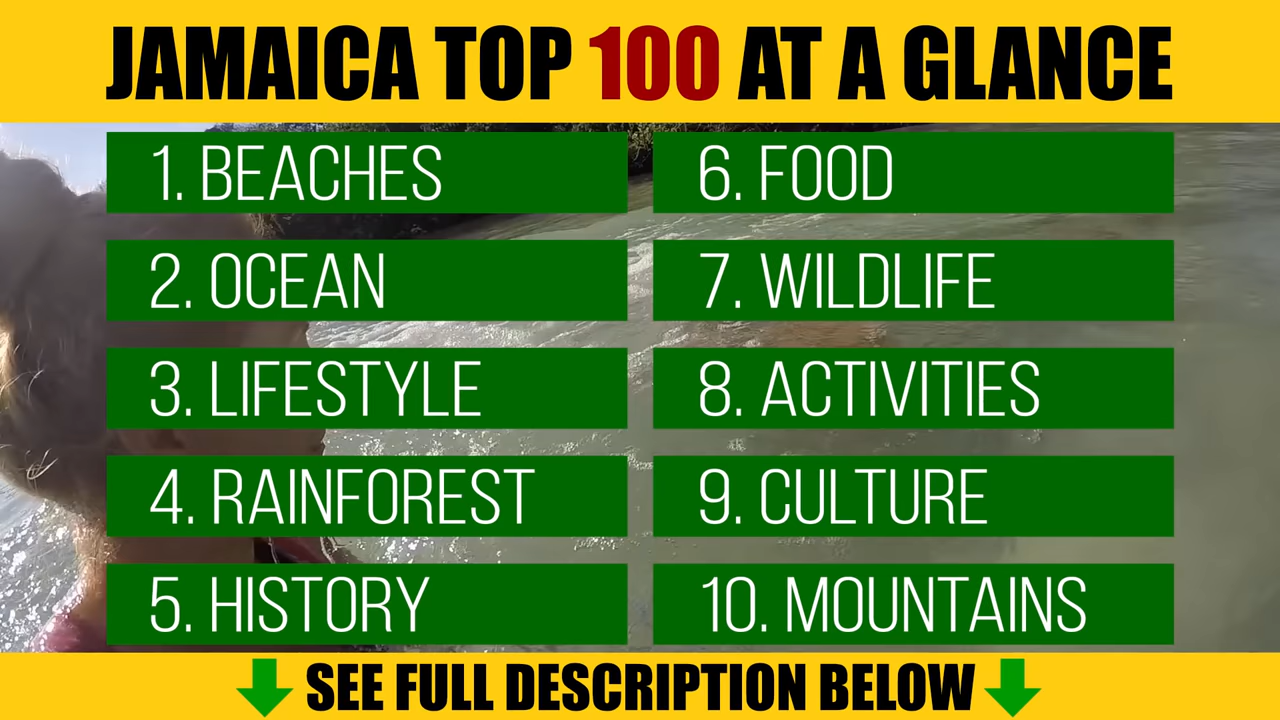 JAMAICA TOP 100 AT A GLANCE
1. BEACHES
2. OCEAN
3. LIFESTYLE
4. RAINFOREST
5. HISTORY
6. FOOD
7. WILDLIFE
8. ACTIVITIES
9. CULTURE
10. MOUNTAINS
SEE FULL DESCRIPTION BELOW